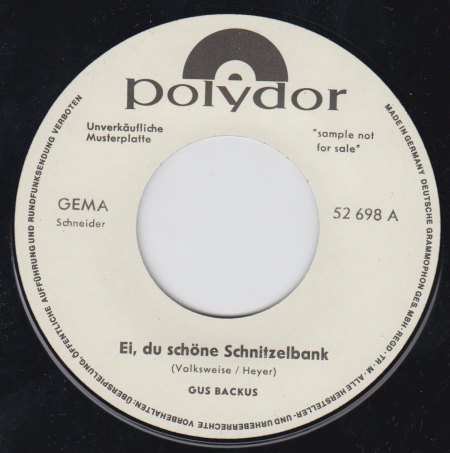 polydor
Unverkäufliche
Musterplatte
"sample not
for sale"
GEMA
Schneider
52 698 A
Ei, du schöne Schnitzelbank
(Volksweise / Heyer)
GUS BACKUS
MADE IN GERMANY DEUTSCHE GRAMMOPHON GES. MBH - REGD · TR · M - ALLE HERSTELLER- UND URHEBERRECHTE VORBEHALTEN: ÜBERSPIELUNG, ÖFFENTLICHE AUFFÜHRUNG UND RUNDFUNKSENDUNG VERBOTEN